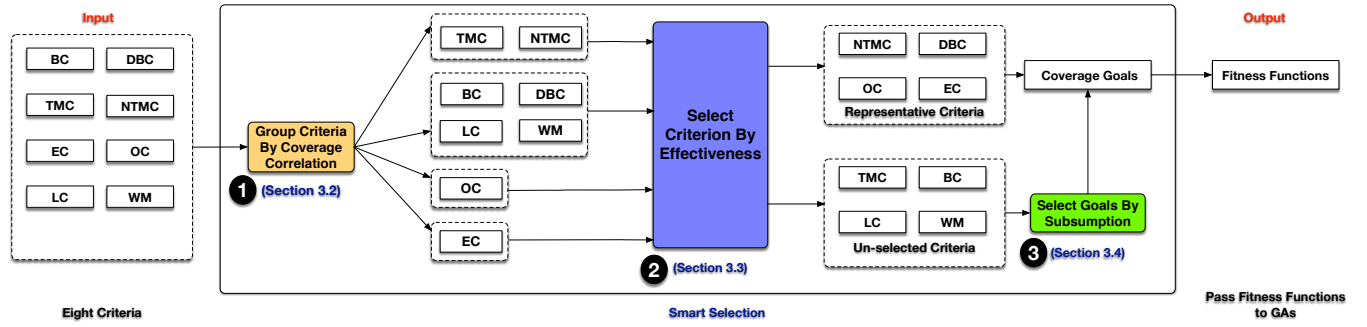 Input
BC
DBC
TMC
NTMC
EC
OC
LC
WM
Eight Criteria
Group Criteria
By Coverage
Correlation
1
(Section 3.2)
TMC
NTMC
BC
DBC
LC
WM
OC
EC
Select
Criterion By
Effectiveness
2
(Section 3.3)
Smart Selection
NTMC
DBC
OC
EC
Representative Criteria
TMC
BC
LC
WM
Un-selected Criteria
Coverage Goals
Select Goals By
Subsumption
3
(Section 3.4)
Output
Fitness Functions
Pass Fitness Functions
to GAs